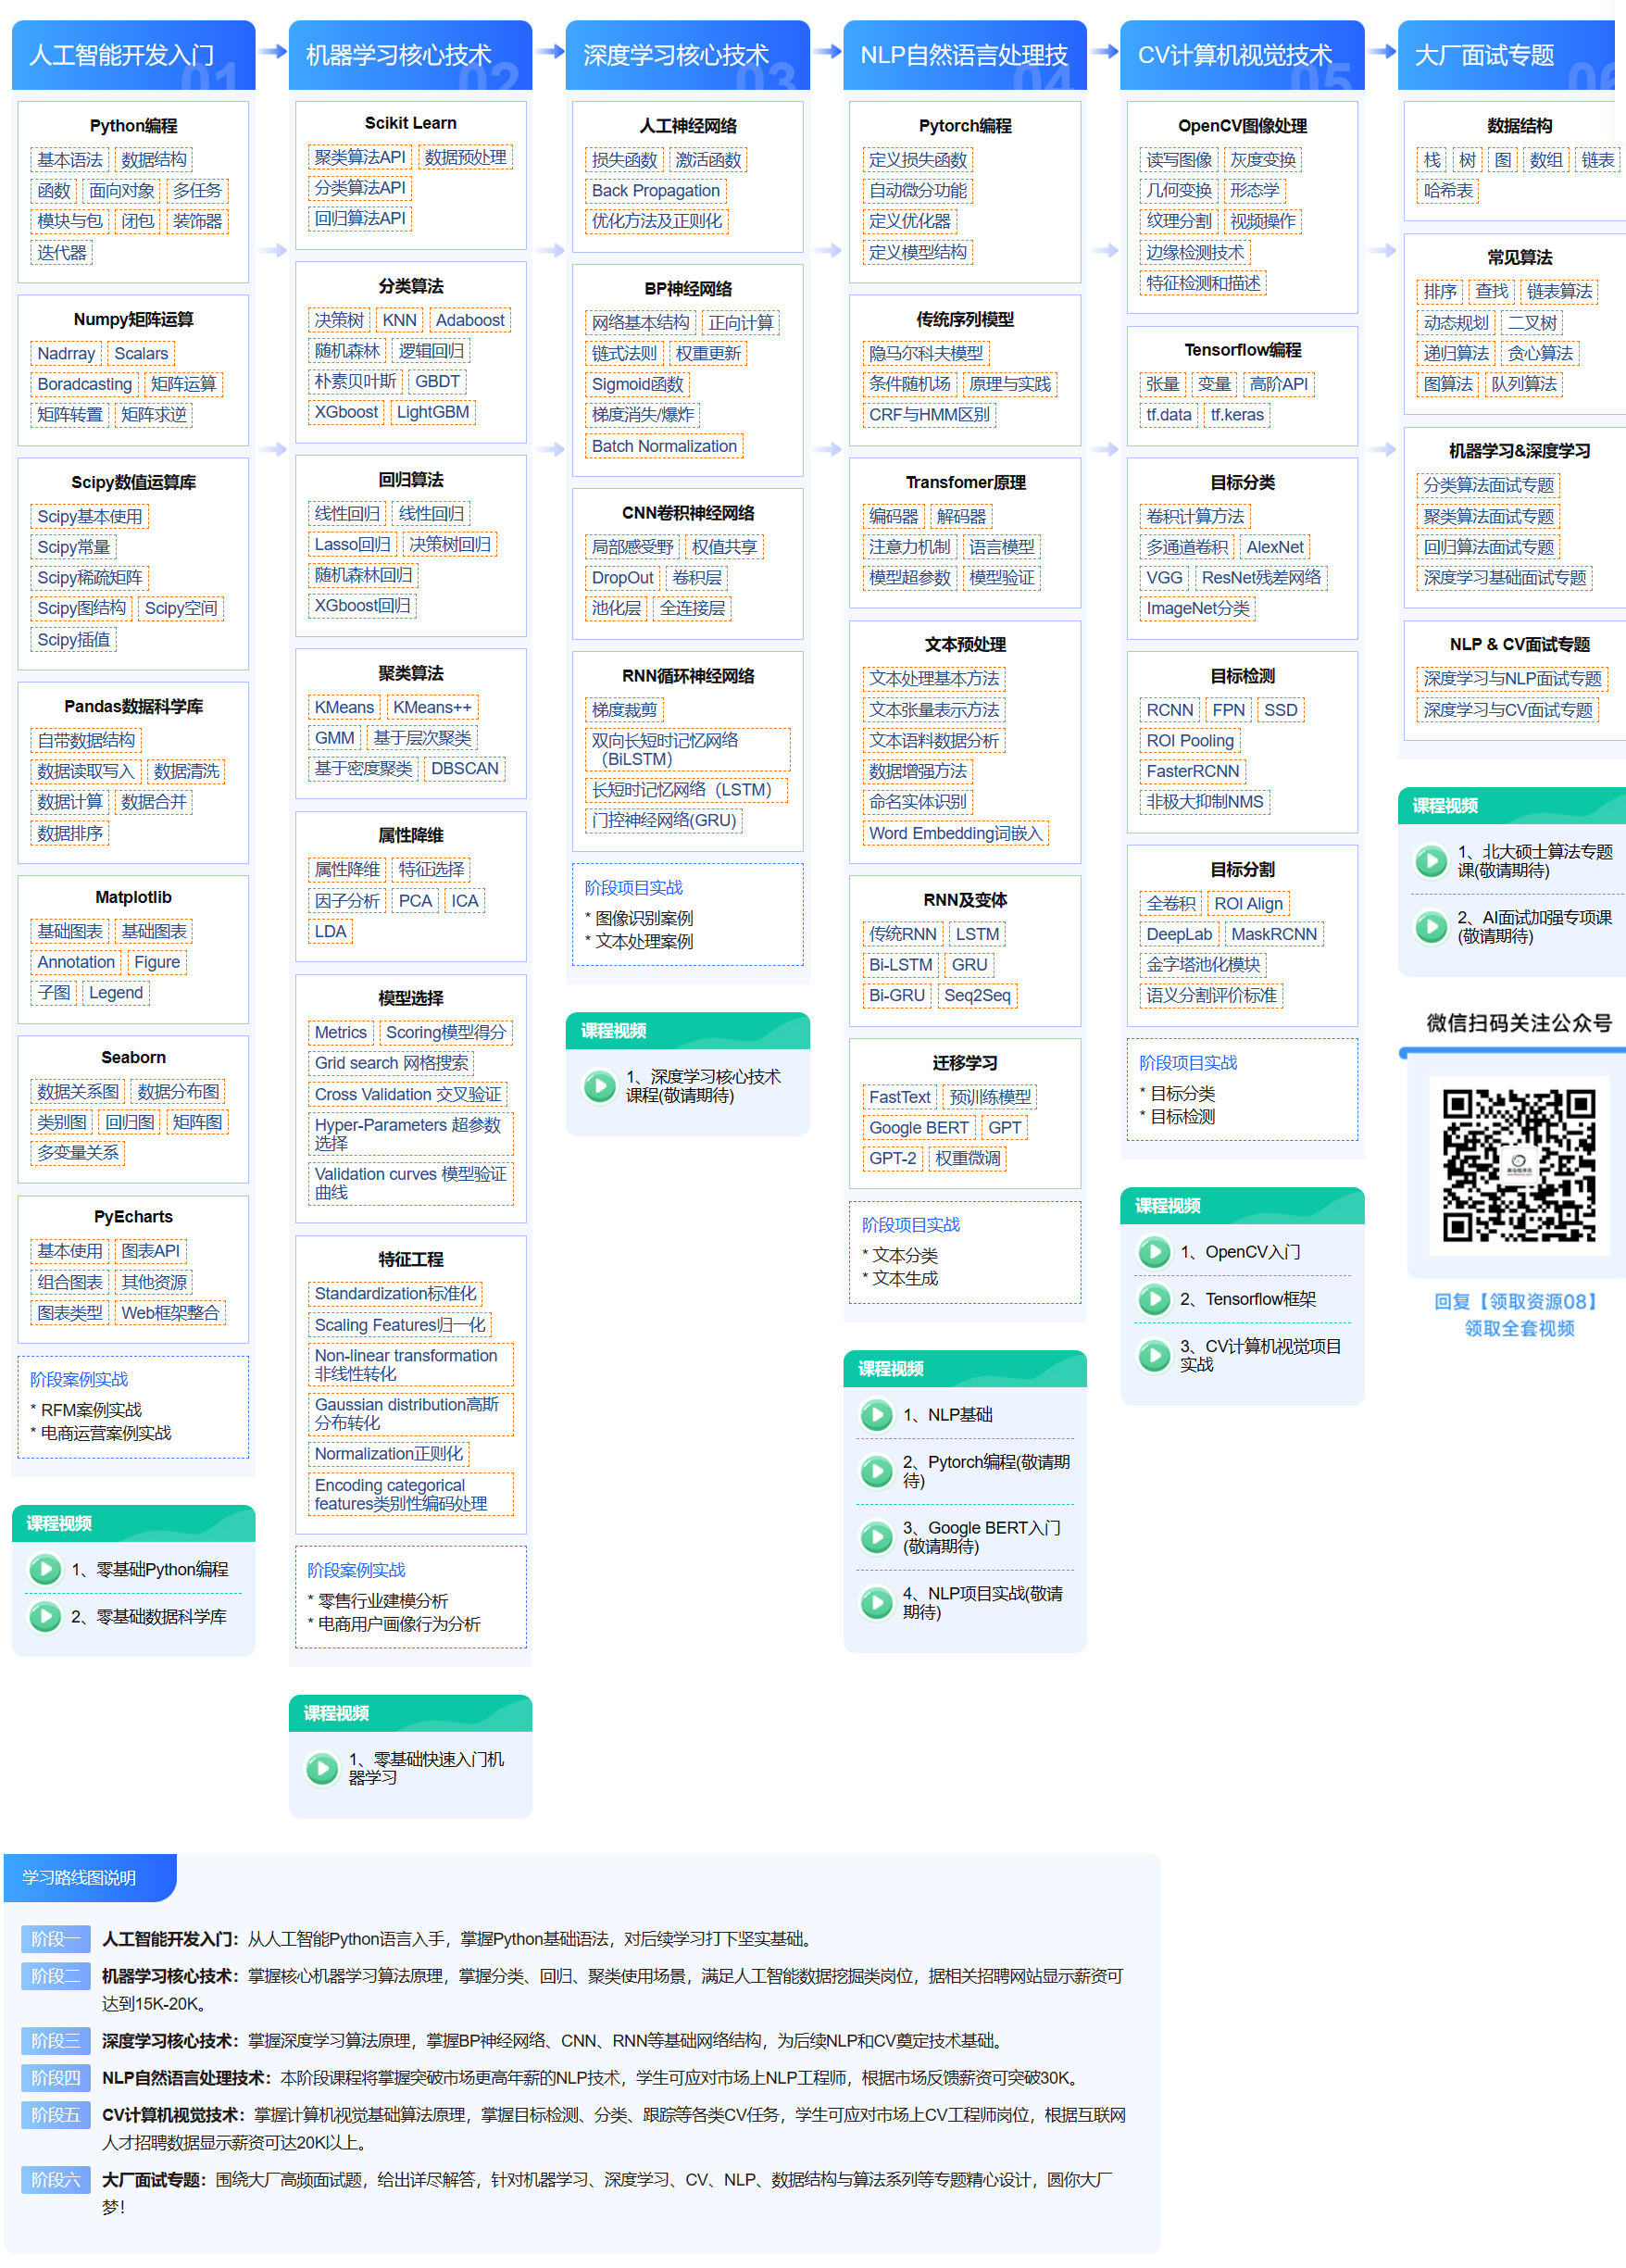 人工智能开发入门
01
Python编程
基本语法 数据结构
函数 面向对象 多任务
模块与包 闭包 装饰器
迭代器
Numpy矩阵运算
Nadrray Scalars
Boradcasting 矩阵运算
矩阵转置 矩阵求逆
Scipy数值运算库
Scipy基本使用
Scipy常量
Scipy稀疏矩阵
Scipy图结构 Scipy空间
Scipy插值
Pandas数据科学库
自带数据结构
数据读取写入 数据清洗
数据计算 数据合并
数据排序
Matplotlib
基础图表 基础图表
Annotation Figure
子图 Legend
Seaborn
数据关系图 数据分布图
类别图 回归图 矩阵图
多变量关系
PyEcharts
基本使用 图表API
组合图表 其他资源
图表类型 Web框架整合
阶段案例实战
* RFM案例实战
* 电商运营案例实战
课程视频
1、零基础Python编程
2、零基础数据科学库
机器学习核心技术
02
Scikit Learn
聚类算法API 数据预处理
分类算法API
回归算法API
分类算法
决策树 KNN Adaboost
随机森林 逻辑回归
朴素贝叶斯 GBDT
XGboost LightGBM
回归算法
线性回归 线性回归
Lasso回归 决策树回归
随机森林回归
XGboost回归
聚类算法
KMeans KMeans++
GMM 基于层次聚类
基于密度聚类 DBSCAN
属性降维
属性降维 特征选择
因子分析 PCA ICA
LDA
模型选择
Metrics Scoring模型得分
Grid search 网格搜索
Cross Validation 交叉验证
Hyper-Parameters 超参数
选择
Validation curves 模型验证
曲线
特征工程
Standardization标准化
Scaling Features归一化
Non-linear transformation
非线性转化
Gaussian distribution高斯
分布转化
Normalization正则化
Encoding categorical
features类别性编码处理
阶段案例实战
* 零售行业建模分析
* 电商用户画像行为分析
课程视频
1、零基础快速入门机
器学习
深度学习核心技术
03
人工神经网络
损失函数 激活函数
Back Propagation
优化方法及正则化
BP神经网络
网络基本结构 正向计算
链式法则 权重更新
Sigmoid函数
梯度消失/爆炸
Batch Normalization
CNN卷积神经网络
局部感受野 权值共享
DropOut 卷积层
池化层 全连接层
RNN循环神经网络
梯度裁剪
双向长短时记忆网络
（BiLSTM）
长短时记忆网络（LSTM）
门控神经网络(GRU)
阶段项目实战
* 图像识别案例
* 文本处理案例
课程视频
1、深度学习核心技术
课程(敬请期待)
NLP自然语言处理技
04
Pytorch编程
定义损失函数
自动微分功能
定义优化器
定义模型结构
传统序列模型
隐马尔科夫模型
条件随机场 原理与实践
CRF与HMM区别
Transfomer原理
编码器 解码器
注意力机制 语言模型
模型超参数 模型验证
文本预处理
文本处理基本方法
文本张量表示方法
文本语料数据分析
数据增强方法
命名实体识别
Word Embedding词嵌入
RNN及变体
传统RNN LSTM
Bi-LSTM GRU
Bi-GRU Seq2Seq
迁移学习
FastText 预训练模型
Google BERT GPT
GPT-2 权重微调
阶段项目实战
* 文本分类
* 文本生成
课程视频
1、NLP基础
2、Pytorch编程(敬请期
待)
3、Google BERT入门
(敬请期待)
4、NLP项目实战(敬请
期待)
CV计算机视觉技术
05
OpenCV图像处理
读写图像 灰度变换
几何变换 形态学
纹理分割 视频操作
边缘检测技术
特征检测和描述
Tensorflow编程
张量 变量 高阶API
tf.data tf.keras
目标分类
卷积计算方法
多通道卷积 AlexNet
VGG ResNet残差网络
ImageNet分类
目标检测
RCNN FPN SSD
ROI Pooling
FasterRCNN
非极大抑制NMS
目标分割
全卷积 ROI Align
DeepLab MaskRCNN
金字塔池化模块
语义分割评价标准
阶段项目实战
* 目标分类
* 目标检测
课程视频
1、OpenCV入门
2、Tensorflow框架
3、CV计算机视觉项目
实战
大厂面试专题
06
数据结构
栈 树 图 数组 链表
哈希表
常见算法
排序 查找 链表算法
动态规划 二叉树
递归算法 贪心算法
图算法 队列算法
机器学习&深度学习
分类算法面试专题
聚类算法面试专题
回归算法面试专题
深度学习基础面试专题
NLP & CV面试专题
深度学习与NLP面试专题
深度学习与CV面试专题
课程视频
1、北大硕士算法专题
课(敬请期待)
2、AI面试加强专项课
(敬请期待)
微信扫码关注公众号
回复【领取资源08】
领取全套视频
学习路线图说明
阶段一 人工智能开发入门：从人工智能Python语言入手，掌握Python基础语法，对后续学习打下坚实基础。
阶段二 机器学习核心技术：掌握核心机器学习算法原理，掌握分类、回归、聚类使用场景，满足人工智能数据挖掘类岗位，据相关招聘网站显示薪资可
达到15K-20K。
阶段三 深度学习核心技术：掌握深度学习算法原理，掌握BP神经网络、CNN、RNN等基础网络结构，为后续NLP和CV奠定技术基础。
阶段四 NLP自然语言处理技术：本阶段课程将掌握突破市场更高年薪的NLP技术，学生可应对市场上NLP工程师，根据市场反馈薪资可突破30K。
阶段五 CV计算机视觉技术：掌握计算机视觉基础算法原理，掌握目标检测、分类、跟踪等各类CV任务，学生可应对市场上CV工程师岗位，根据互联网
人才招聘数据显示薪资可达20K以上。
阶段六 大厂面试专题：围绕大厂高频面试题，给出详尽解答，针对机器学习、深度学习、CV、NLP、数据结构与算法系列等专题精心设计，圆你大厂
梦！